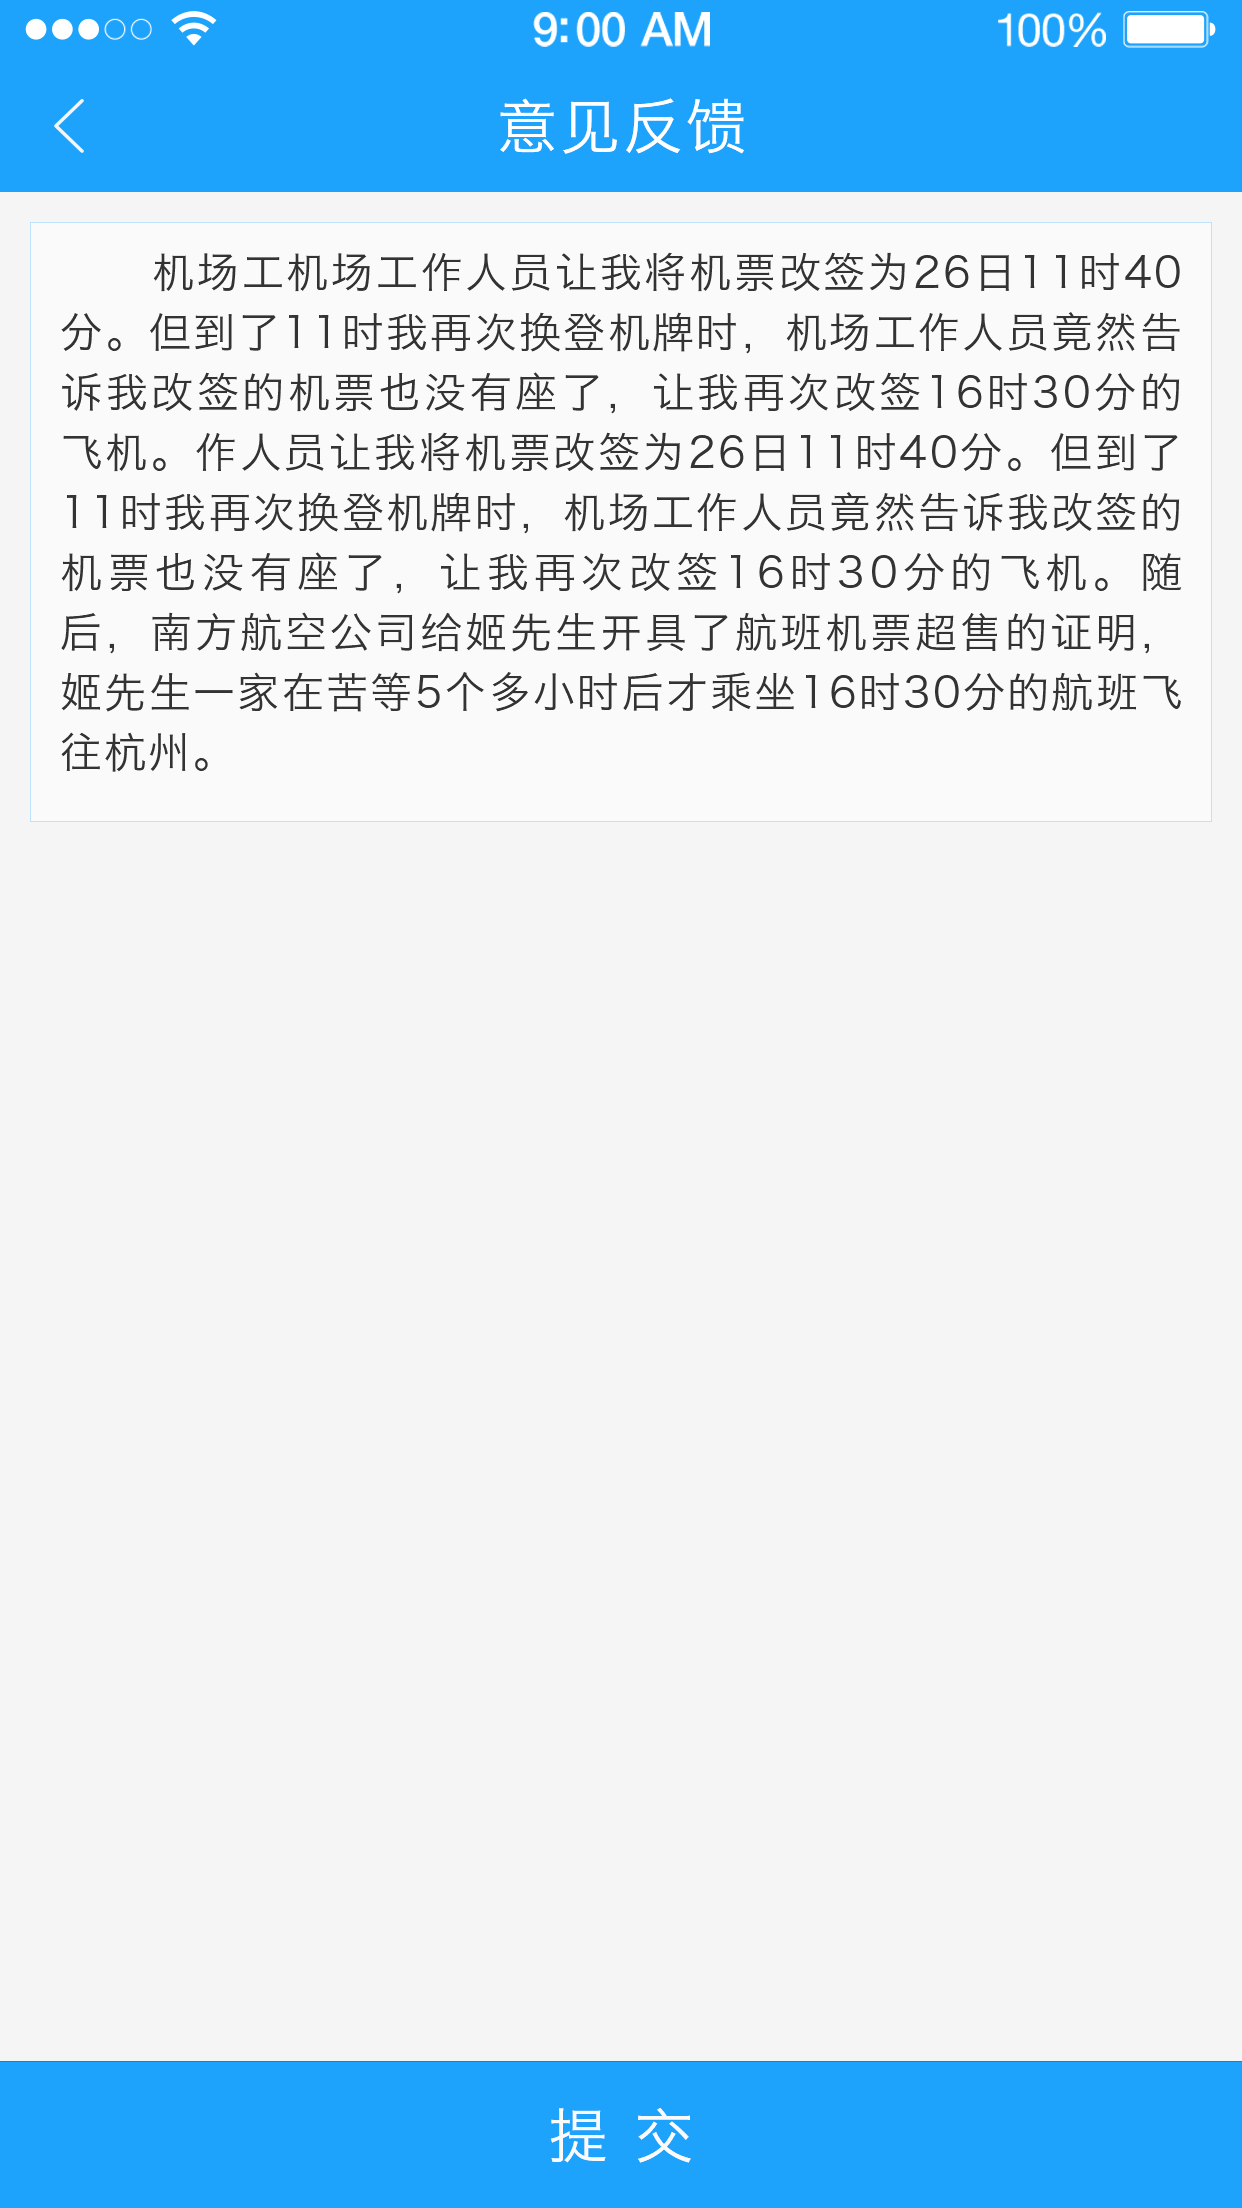 9:00 AM 100%
意见反馈
机场工机场工作人员让我将机票改签为26日11时40
分。但到了11时我再次换登机牌时，机场工作人员竟然告
诉我改签的机票也没有座了，让我再次改签16时30分的
飞机。作人员让我将机票改签为26日11时40分。但到了
11时我再次换登机牌时，机场工作人员竟然告诉我改签的
机票也没有座了，让我再次改签16时30分的飞机。随
后，南方航空公司给姬先生开具了航班机票超售的证明，
姬先生一家在苦等5个多小时后才乘坐16时30分的航班飞
往杭州。
提 交